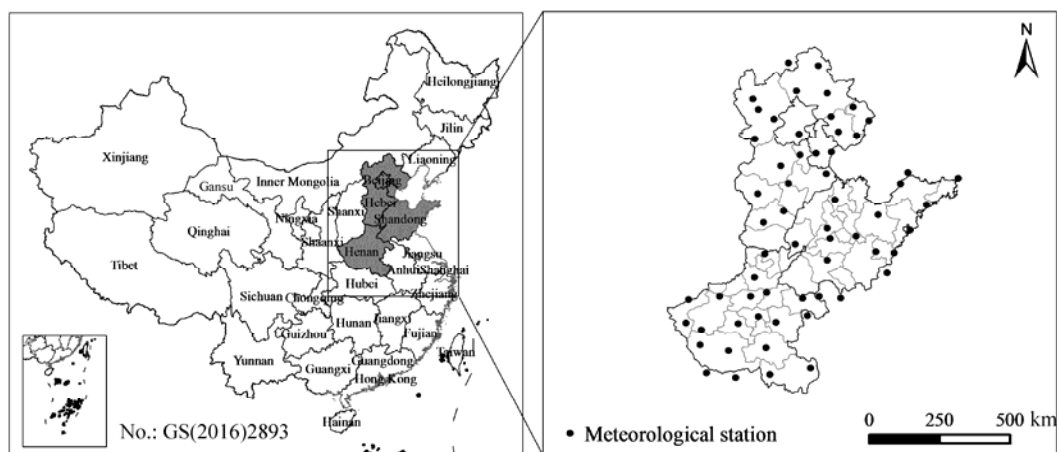 Heilongjiang
Jilin
Liaoning
Xinjiang
Gansu
Inner Mongolia
Beijing
Hebei
Shanxi
Ningxia
Shandong
Qinghai
Shaanxi
Henan
Jiangsu
Tibet
Anhui
Shanghai
Hubei
Sichuan
Chongqing
Zhejiang
Hunan
Jiangxi
Guizhou
Fujian
Yunnan
Guangxi
Guangdong
Taiwan
Hong Kong
Hainan
No.: GS(2016)2893
N
● Meteorological station
0 250 500 km